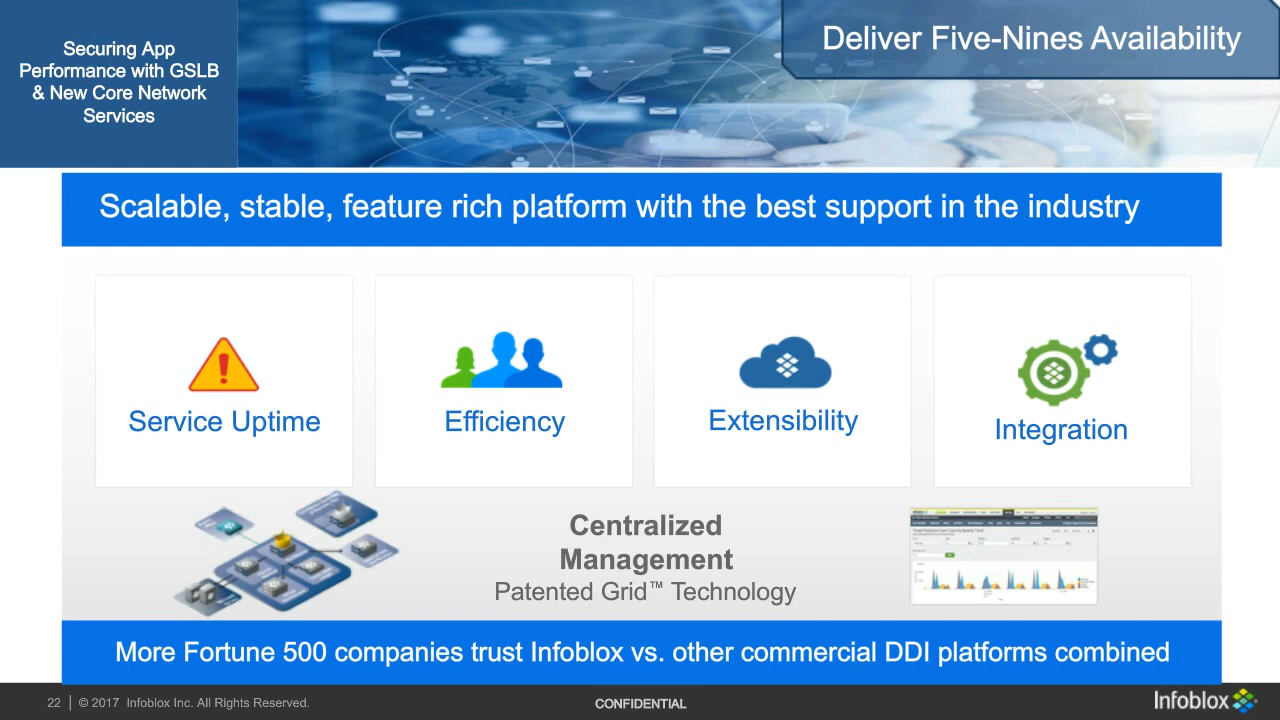 Securing App
Performance with GSLB
& New Core Network
Services
Deliver Five-Nines Availability
Scalable, stable, feature rich platform with the best support in the industry
Service Uptime
Efficiency
Extensibility
Integration
Centralized
Management
Patented Grid™ Technology
More Fortune 500 companies trust Infoblox vs. other commercial DDI platforms combined
22 | © 2017 Infoblox Inc. All Rights Reserved.
CONFIDENTIAL
Infoblox